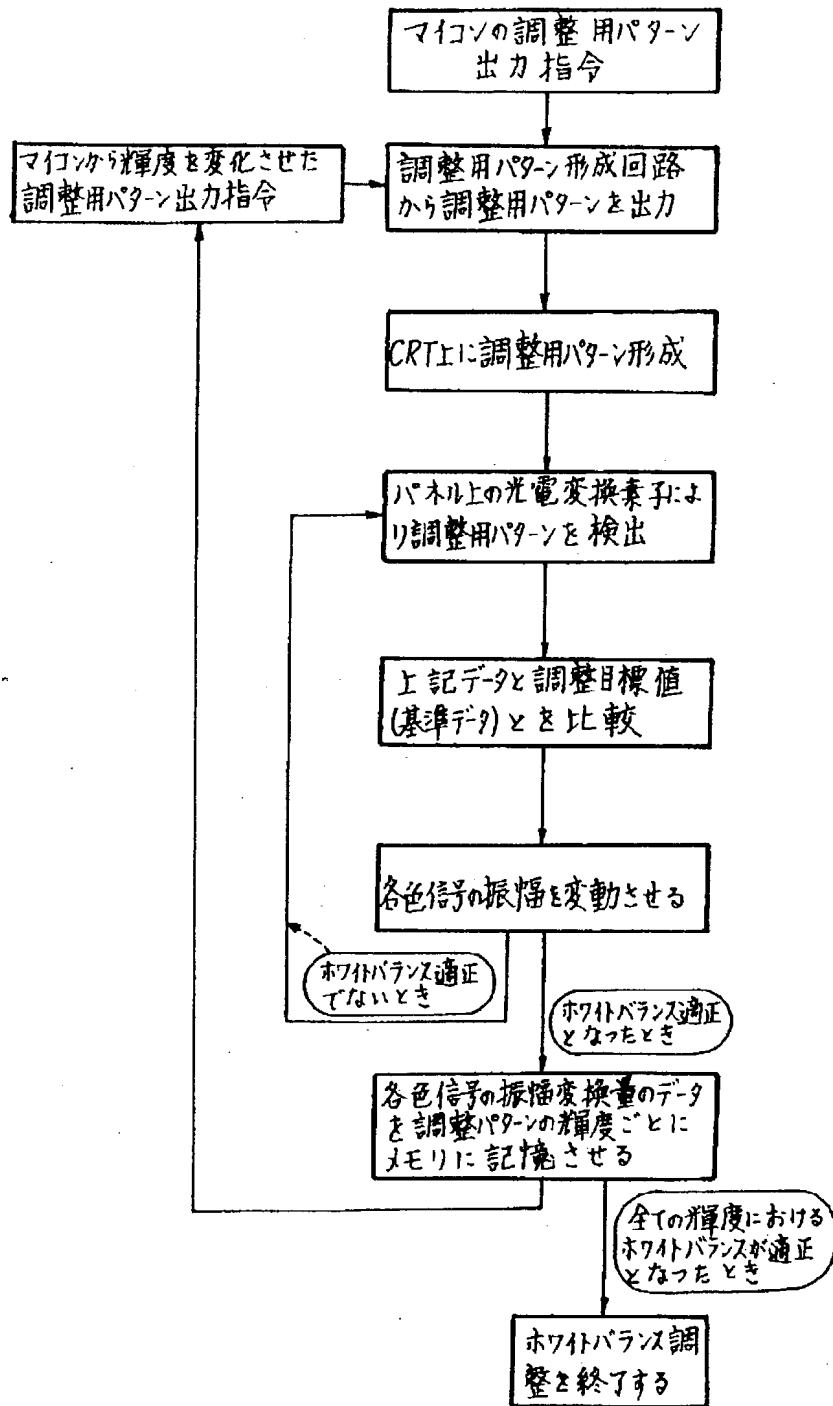 マイコンの調整用パターン
出力指令
マイコンから輝度を変化させた
調整用パターン出力指令
調整用パターン形成回路
から調整用パターンを出力
CRT上に調整用パターン形成
パネル上の光電変換素子によ
り調整用パターンを検出
上記データと調整目標値
(基準データ)とを比較
各色信号の振幅を変動させる
ホワイトバランス適正
でないとき
ホワイトバランス適正
となったとき
各色信号の振幅変換量のデータ
を調整パターンの輝度ごとに
メモリに記憶させる
全ての輝度における
ホワイトバランスが適正
となったとき
ホワイトバランス調
整を終了する